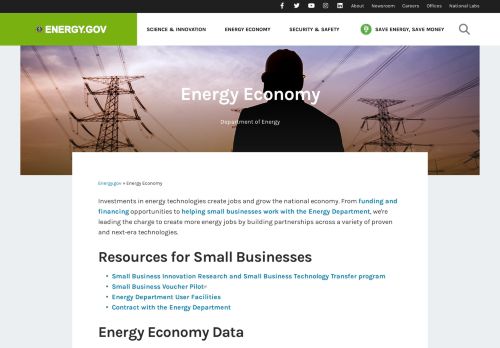 About Newsroom Careers Offices National Labs
ENERGY.GOV SCIENCE & INNOVATION ENERGY ECONOMY SECURITY & SAFETY SAVE ENERGY, SAVE MONEY
Energy Economy
Department of Energy
Energy.gov » Energy Economy
Investments in energy technologies create jobs and grow the national economy. From funding and
financing opportunities to helping small businesses work with the Energy Department, we're
leading the charge to create more energy jobs by building partnerships across a variety of proven
and next-era technologies.
Resources for Small Businesses
• Small Business Innovation Research and Small Business Technology Transfer program
• Small Business Voucher Pilot
• Energy Department User Facilities
• Contract with the Energy Department
Energy Economy Data